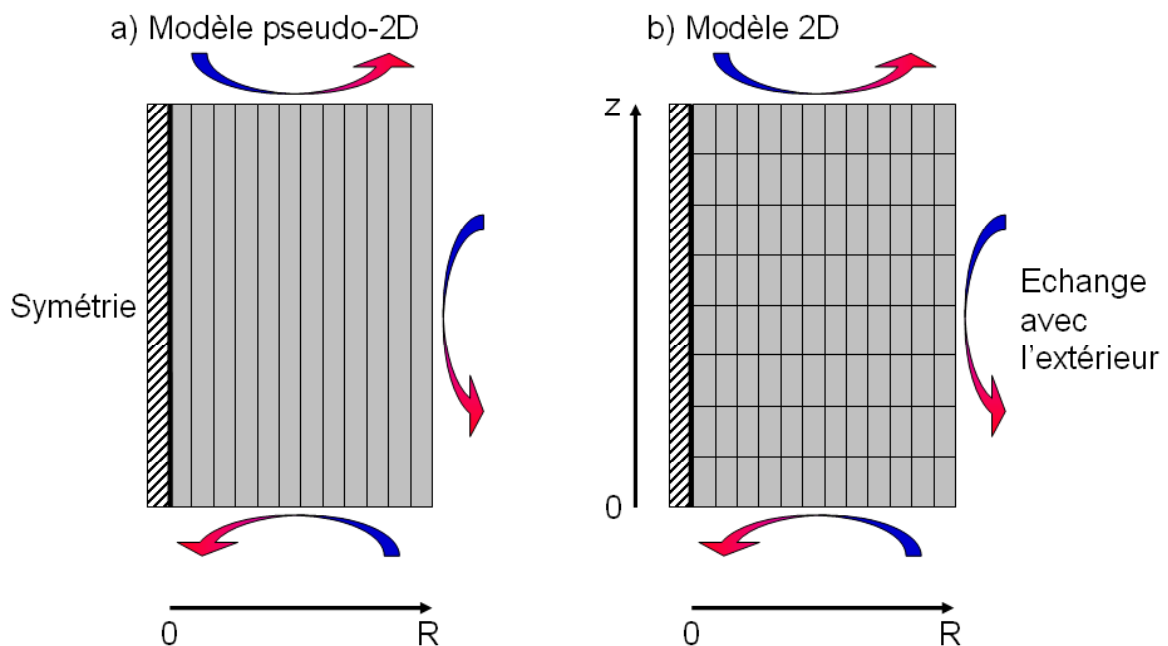 a) Modèle pseudo-2D
b) Modèle 2D
z
Symétrie
Echange
avec
l'extérieur
0
0
R
0
R